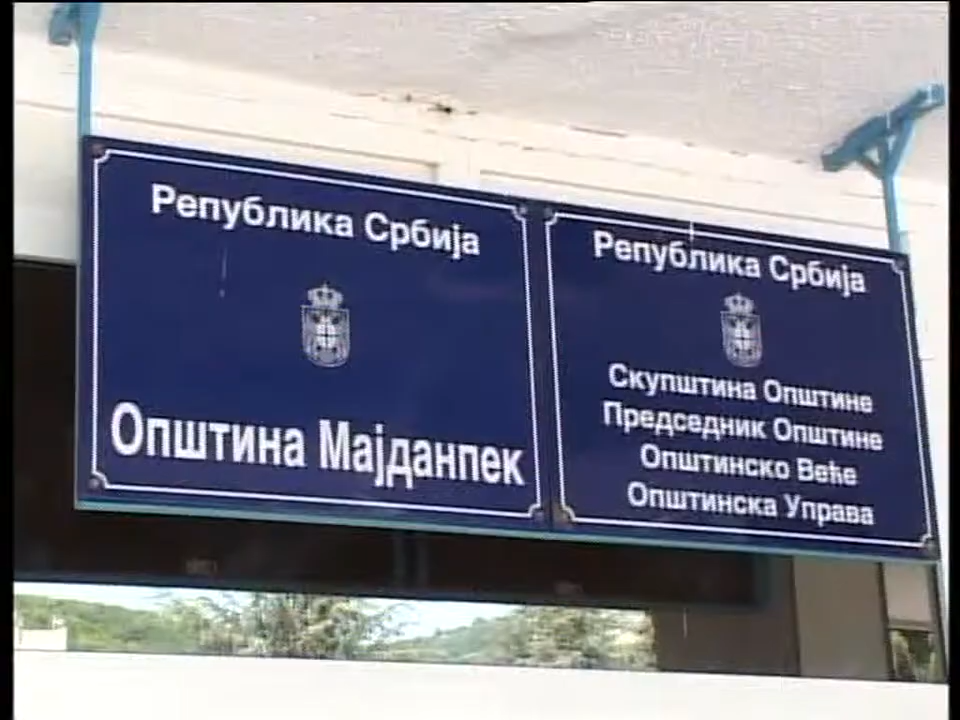 Република Србија
Општина Мајданпек
Република Србија
Скупштина Општине
Председник Општине
Општинско Веће
Општинска Управа